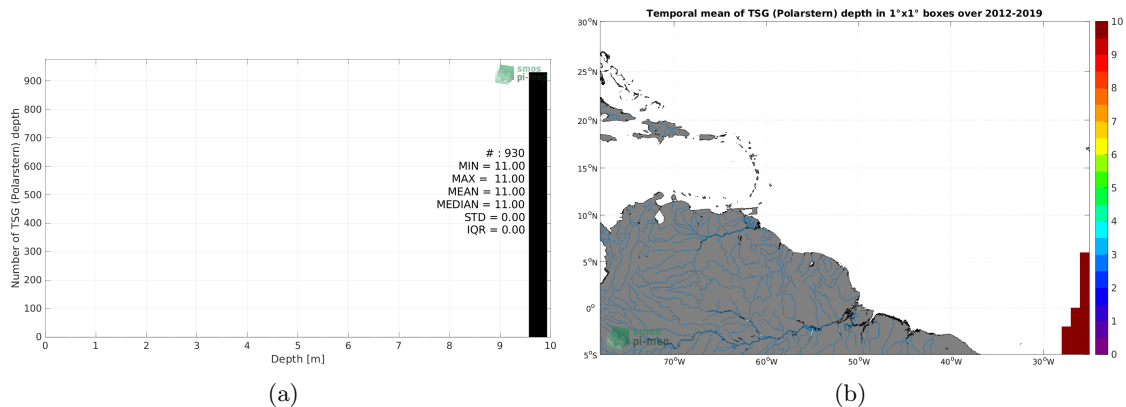 Number of TSG (Polarstern) depth
900
800
700
600
500
400
300
200
100
0
smos
pi-mep
# : 930
MIN = 11.00
MAX = 11.00
MEAN = 11.00
MEDIAN = 11.00
STD = 0.00
IQR = 0.00
0 1 2 3 4 5 6 7 8 9 10
Depth [m]
(a)
Temporal mean of TSG (Polarstern) depth in 1°x1° boxes over 2012-2019
30°N
25°N
20°N
15°N
10°N
5°N
0°
5°S
smos
pi-mep
70°W 60°W 50°W 40°W 30°W
10
9
8
7
6
5
4
3
2
1
0
(b)